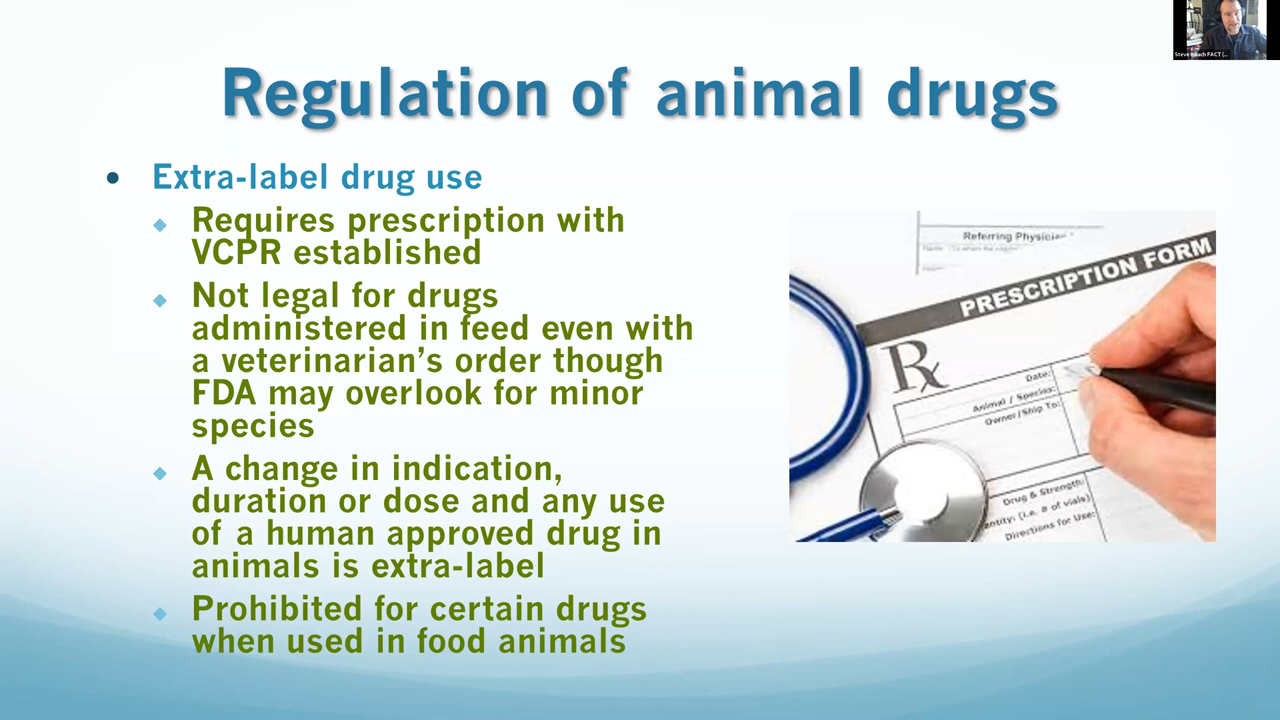 Steve Roach FACT (...
Regulation of animal drugs
• Extra-label drug use
Requires prescription with
VCPR established
Not legal for drugs
administered in feed even with
a veterinarian’s order though
FDA may overlook for minor
species
A change in indication,
duration or dose and any use
of a human approved drug in
animals is extra-label
Prohibited for certain drugs
when used in food animals
Referring Physician
PRESCRIPTION FORM
Rx
Date:
Animal / Species:
Owner/Ship To:
Drug & Strength:
antity: (i.e. # of vials)
Directions for Use: